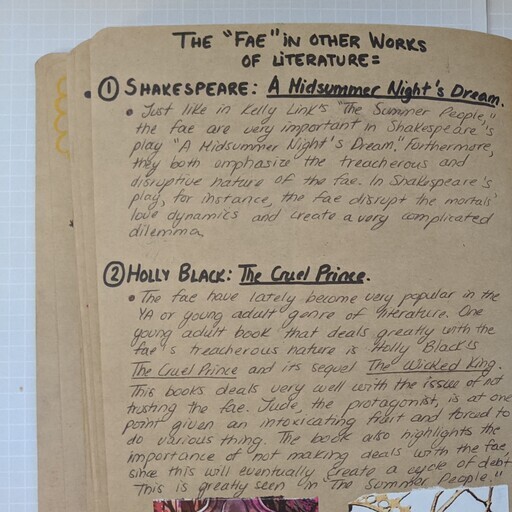 THE "FAE" IN OTHER WORKS
OF LITERATURE:
① SHAKESPEARE: A Midsummer Night's Dream.
• Just like in Kelly Link's "The Summer People,"
the fae are very important in Shakespeare's
play "A Midsummer Night's Dream." Furthermore,
they both emphasize the treacherous and
disruptive nature of the fae. In Shakespeare's
play, for instance, the fae disrupt the mortals'
love dynamics and create a very complicated
dilemma.
② HOLLY BLACK: The Cruel Prince.
• The fae have lately become very popular in the
YA or young adult genre of literature. One
young adult book that deals greatly with the
fae's treacherous nature is Holly Black's
The Cruel Prince and its sequel The Wicked King.
This books deals very well with the issue of not
trusting the fae. Jude, the protagonist, is at one
point given an intoxicating fruit and forced to
do various thing. The book also highlights the
importance of not making deals with the fae,
since this will eventually create a cycle of debt.
This is greatly seen in "The Summer People."